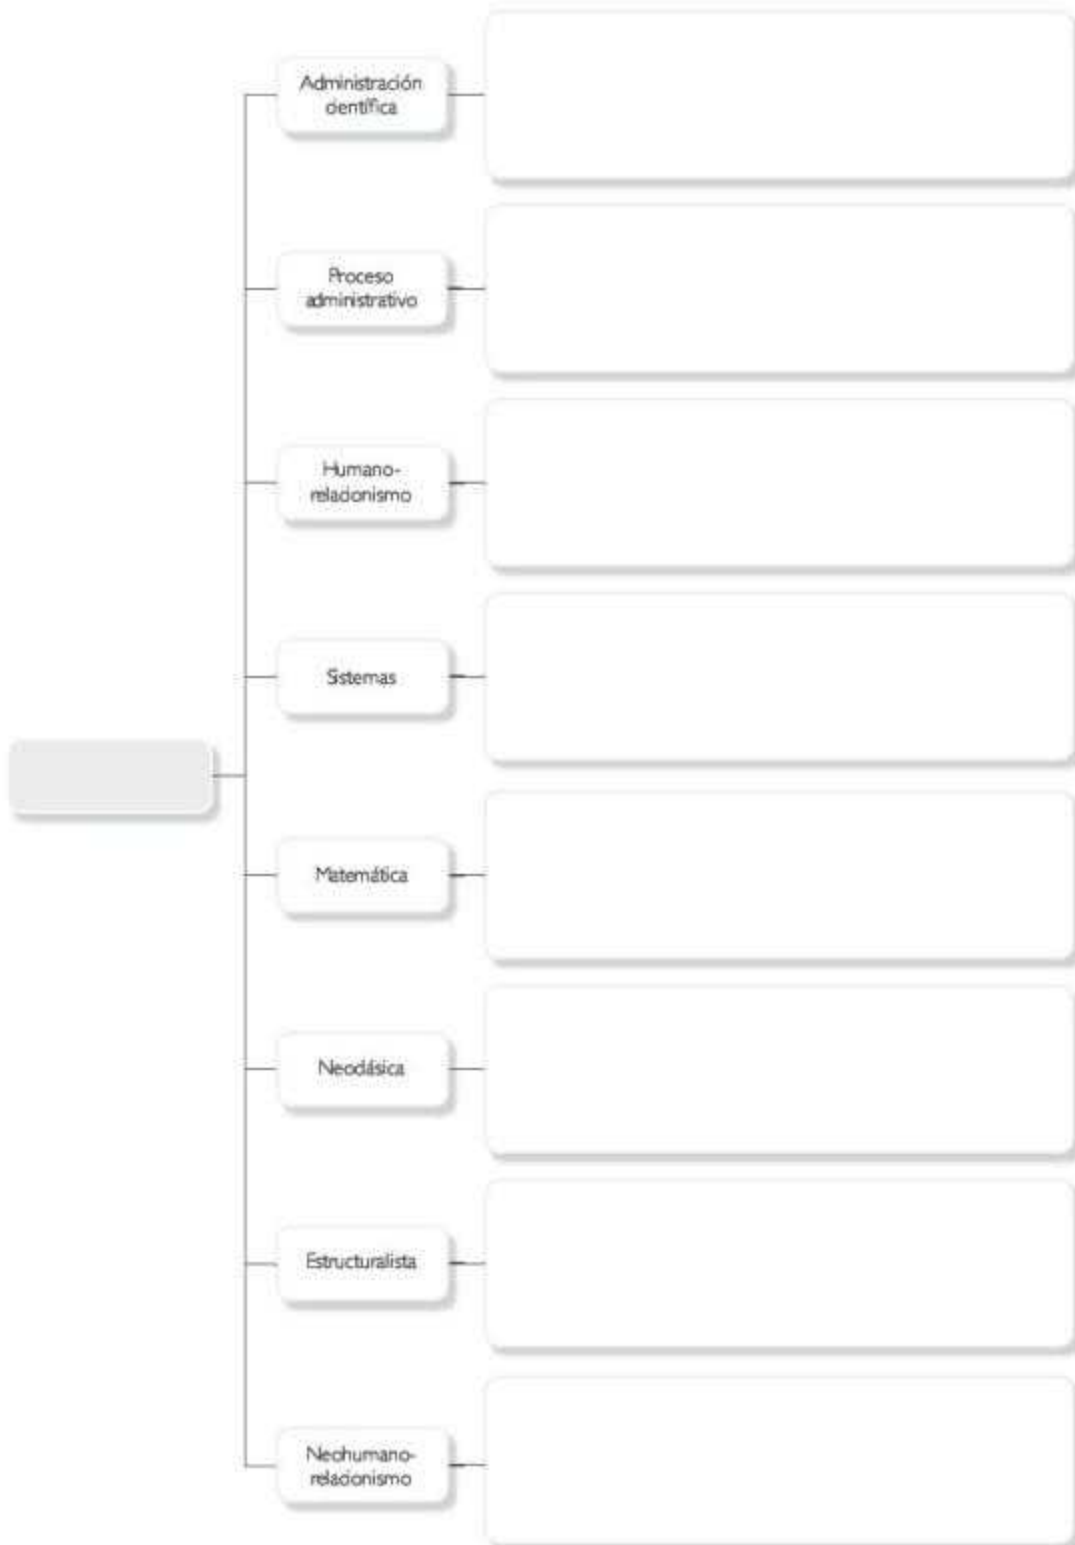 Administración
científica
Proceso
administrativo
Humano-
relacionismo
Sistemas
Matemática
Neoclásica
Estructuralista
Neohumano-
relacionismo